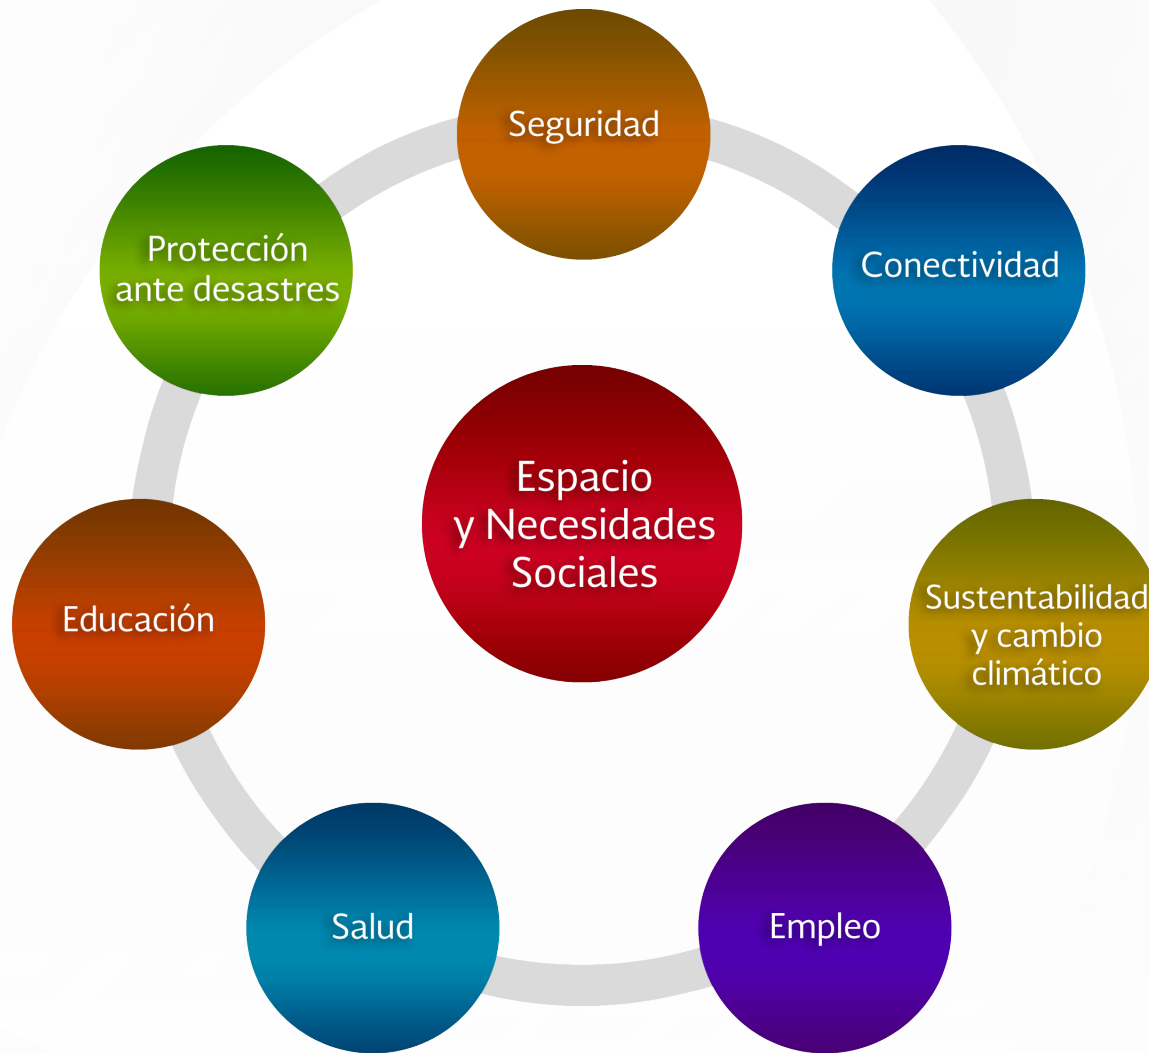 Seguridad
Conectividad
Protección
ante desastres
Espacio
y Necesidades
Sociales
Sustentabilidad
y cambio
climático
Educación
Empleo
Salud